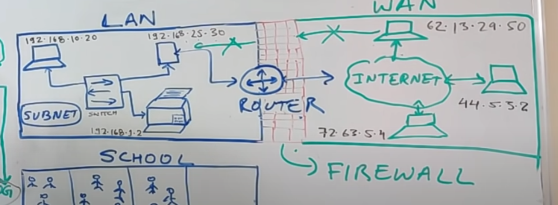 LAN
WAN
192.168.10.20
192.168.25.30
62.13.29.50
SUBNET
SWITCH
192.168.1.2
ROUTER
INTERNET
44.5.5.2
72.63.5.4
FIREWALL
SCHOOL